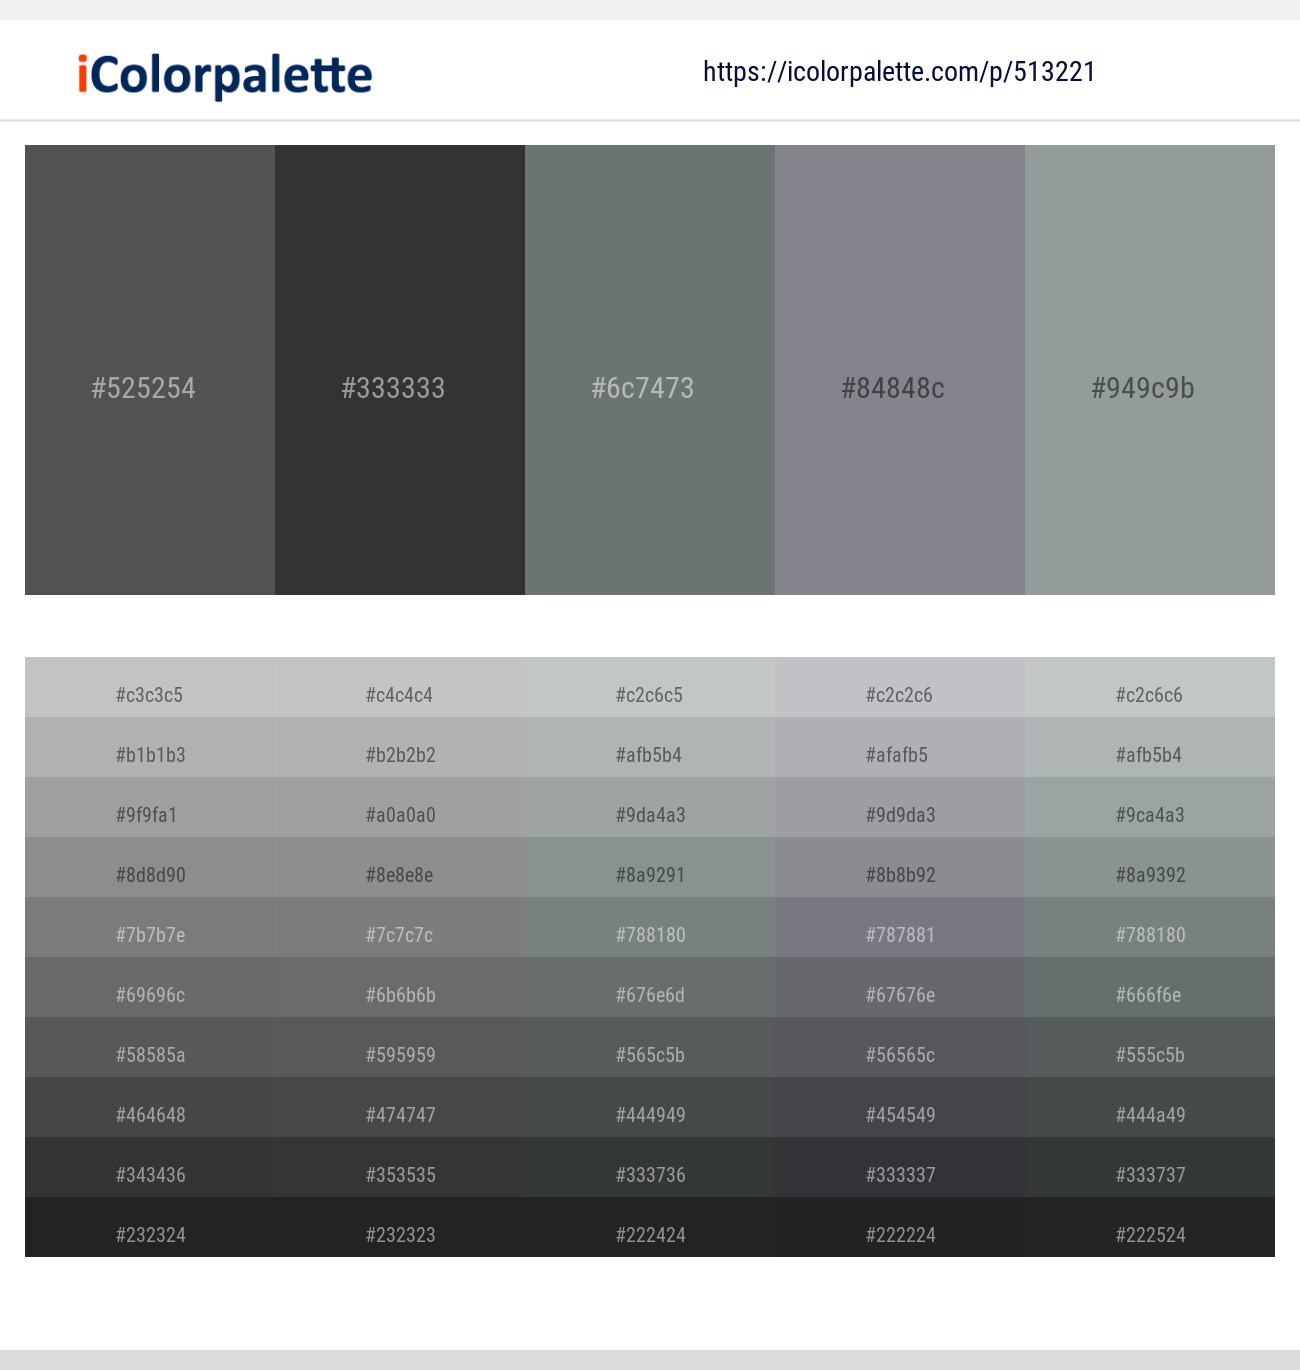 iColorpalette
https://icolorpalette.com/p/513221
#525254 #333333 #6c7473 #84848c #949c9b
#c3c3c5 #c4c4c4 #c2c6c5 #c2c2c6 #c2c6c6
#b1b1b3 #b2b2b2 #afb5b4 #afafb5 #afb5b4
#9f9fa1 #a0a0a0 #9da4a3 #9d9da3 #9ca4a3
#8d8d90 #8e8e8e #8a9291 #8b8b92 #8a9392
#7b7b7e #7c7c7c #788180 #787881 #788180
#69696c #6b6b6b #676e6d #67676e #666f6e
#58585a #595959 #565c5b #56565c #555c5b
#464648 #474747 #444949 #454549 #444a49
#343436 #353535 #333736 #333337 #333737
#232324 #232323 #222424 #222224 #222524